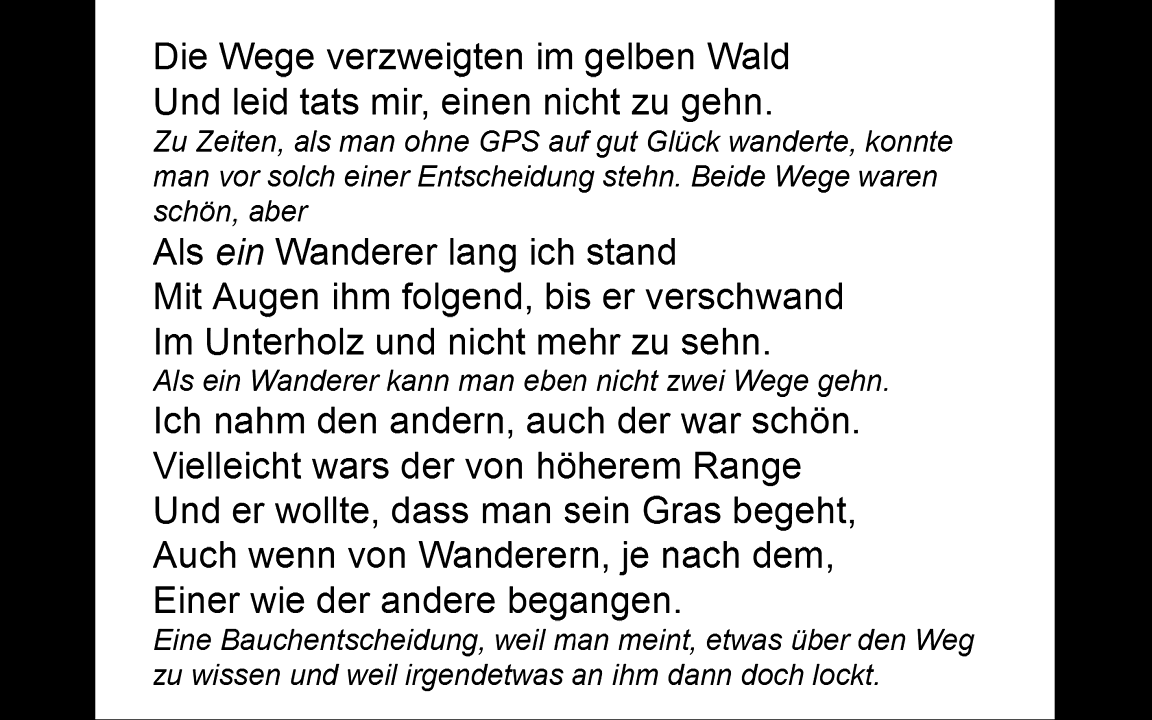 Die Wege verzweigten im gelben Wald
Und leid tats mir, einen nicht zu gehn.
Zu Zeiten, als man ohne GPS auf gut Glück wanderte, konnte
man vor solch einer Entscheidung stehn. Beide Wege waren
schön, aber
Als ein Wanderer lang ich stand
Mit Augen ihm folgend, bis er verschwand
Im Unterholz und nicht mehr zu sehn.
Als ein Wanderer kann man eben nicht zwei Wege gehn.
Ich nahm den andern, auch der war schön.
Vielleicht wars der von höherem Range
Und er wollte, dass man sein Gras begeht,
Auch wenn von Wanderern, je nach dem,
Einer wie der andere begangen.
Eine Bauchentscheidung, weil man meint, etwas über den Weg
zu wissen und weil irgendetwas an ihm dann doch lockt.